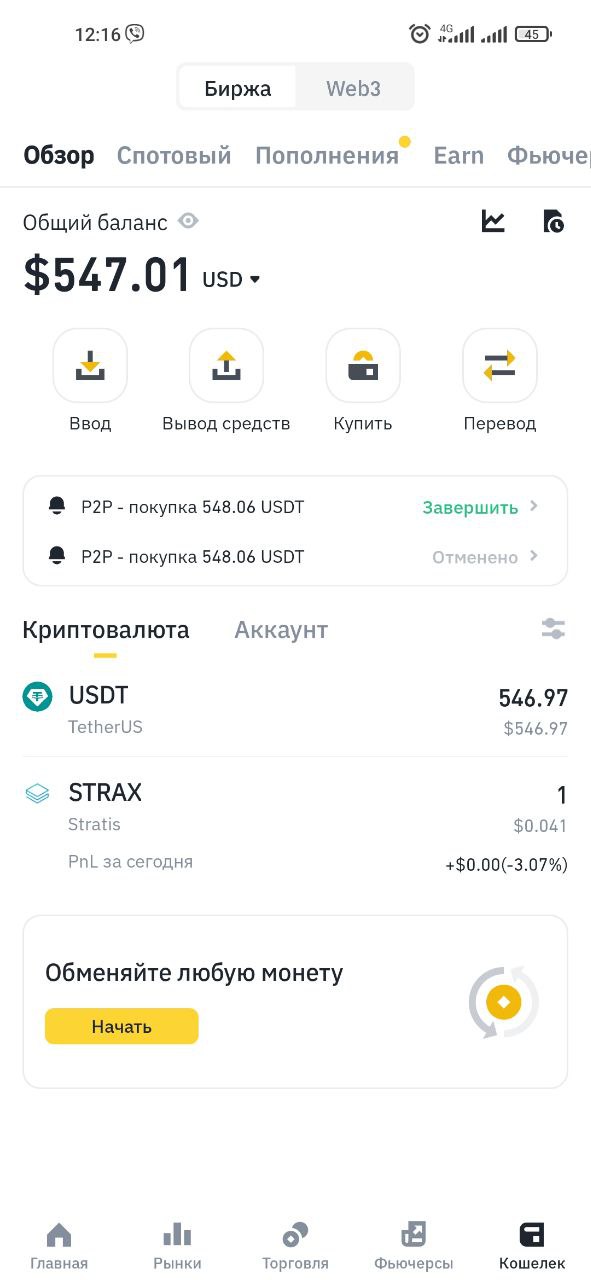 12:16 4G 45
Биржа Web3
Обзор Спотовый Пополнения Earn Фьюче
Общий баланс
$547.01 USD
Ввод Вывод средств Купить Перевод
P2P - покупка 548.06 USDT Завершить
P2P - покупка 548.06 USDT Отменено
Криптовалюта Аккаунт
USDT 546.97
TetherUS $546.97
STRAX 1
Stratis $0.041
PnL за сегодня +$0.00(-3.07%)
Обменяйте любую монету
Начать
Главная Рынки Торговля Фьючерсы Кошелек